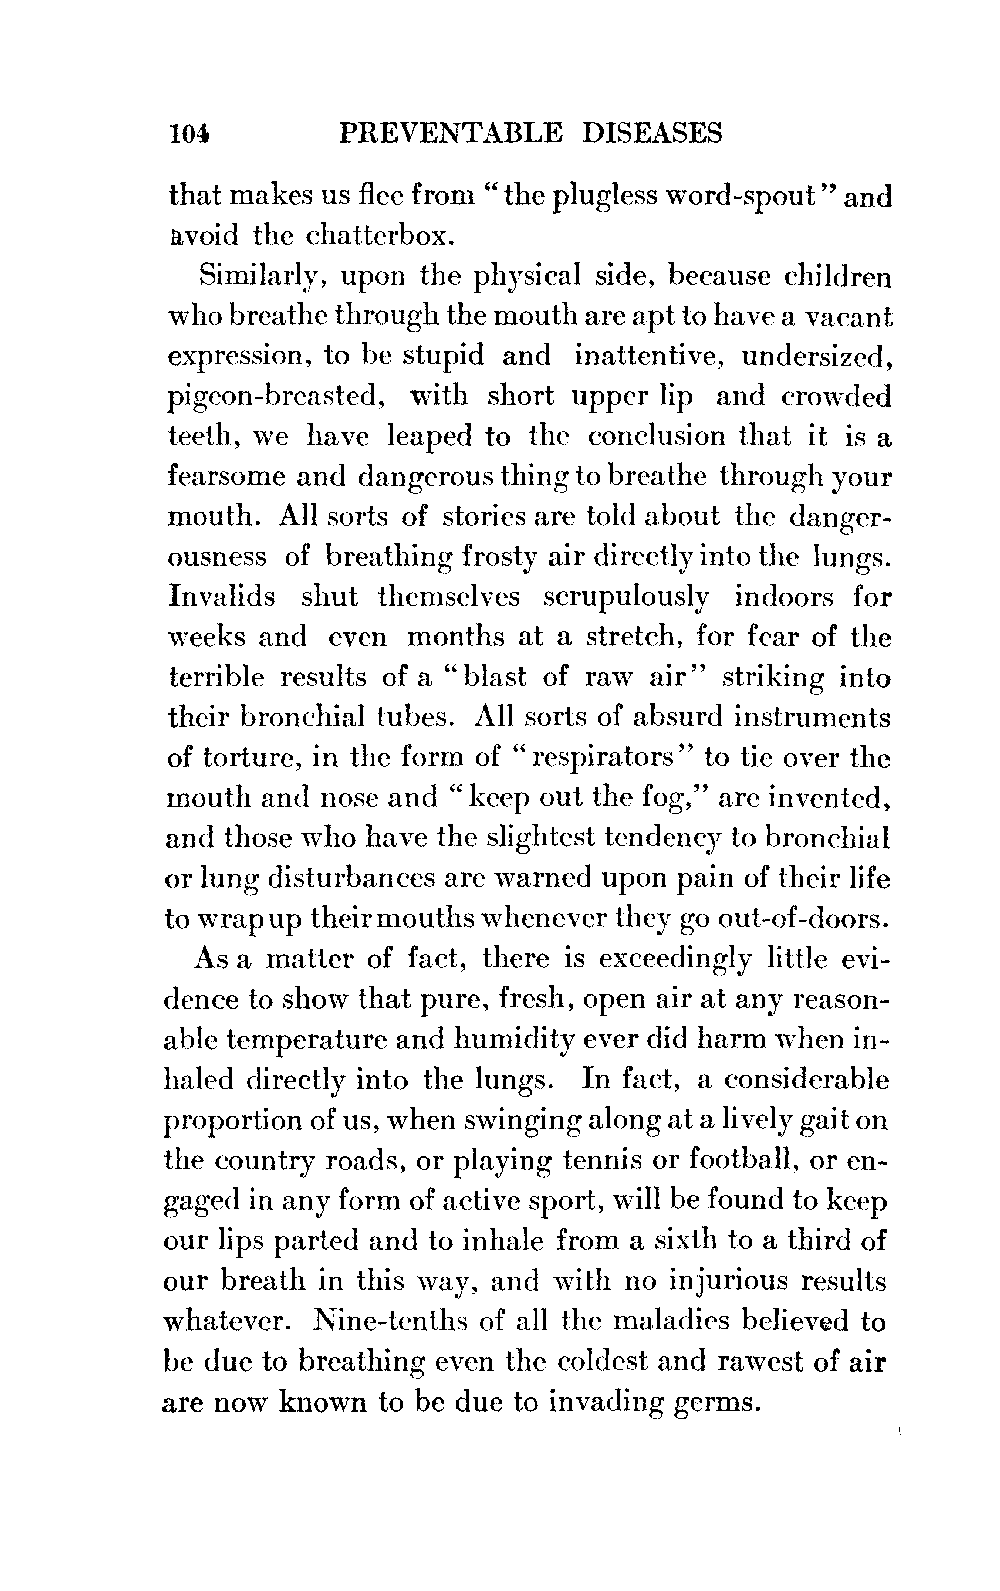 104 PREVENTABLE DISEASES
that makes us flee from “the plugless word-spout” and
avoid the chatterbox.
Similarly, upon the physical side, because children
who breathe through the mouth are apt to have a vacant
expression, to be stupid and inattentive, undersized,
pigeon-breasted, with short upper lip and crowded
teeth, we have leaped to the conclusion that it is a
fearsome and dangerous thing to breathe through your
mouth. All sorts of stories are told about the danger-
ousness of breathing frosty air directly into the lungs.
Invalids shut themselves scrupulously indoors for
weeks and even months at a stretch, for fear of the
terrible results of a “blast of raw air” striking into
their bronchial tubes. All sorts of absurd instruments
of torture, in the form of “respirators” to tie over the
mouth and nose and “keep out the fog,” are invented,
and those who have the slightest tendency to bronchial
or lung disturbances are warned upon pain of their life
to wrap up their mouths whenever they go out-of-doors.
As a matter of fact, there is exceedingly little evi-
dence to show that pure, fresh, open air at any reason-
able temperature and humidity ever did harm when in-
haled directly into the lungs. In fact, a considerable
proportion of us, when swinging along at a lively gait on
the country roads, or playing tennis or football, or en-
gaged in any form of active sport, will be found to keep
our lips parted and to inhale from a sixth to a third of
our breath in this way, and with no injurious results
whatever. Nine-tenths of all the maladies believed to
be due to breathing even the coldest and rawest of air
are now known to be due to invading germs.